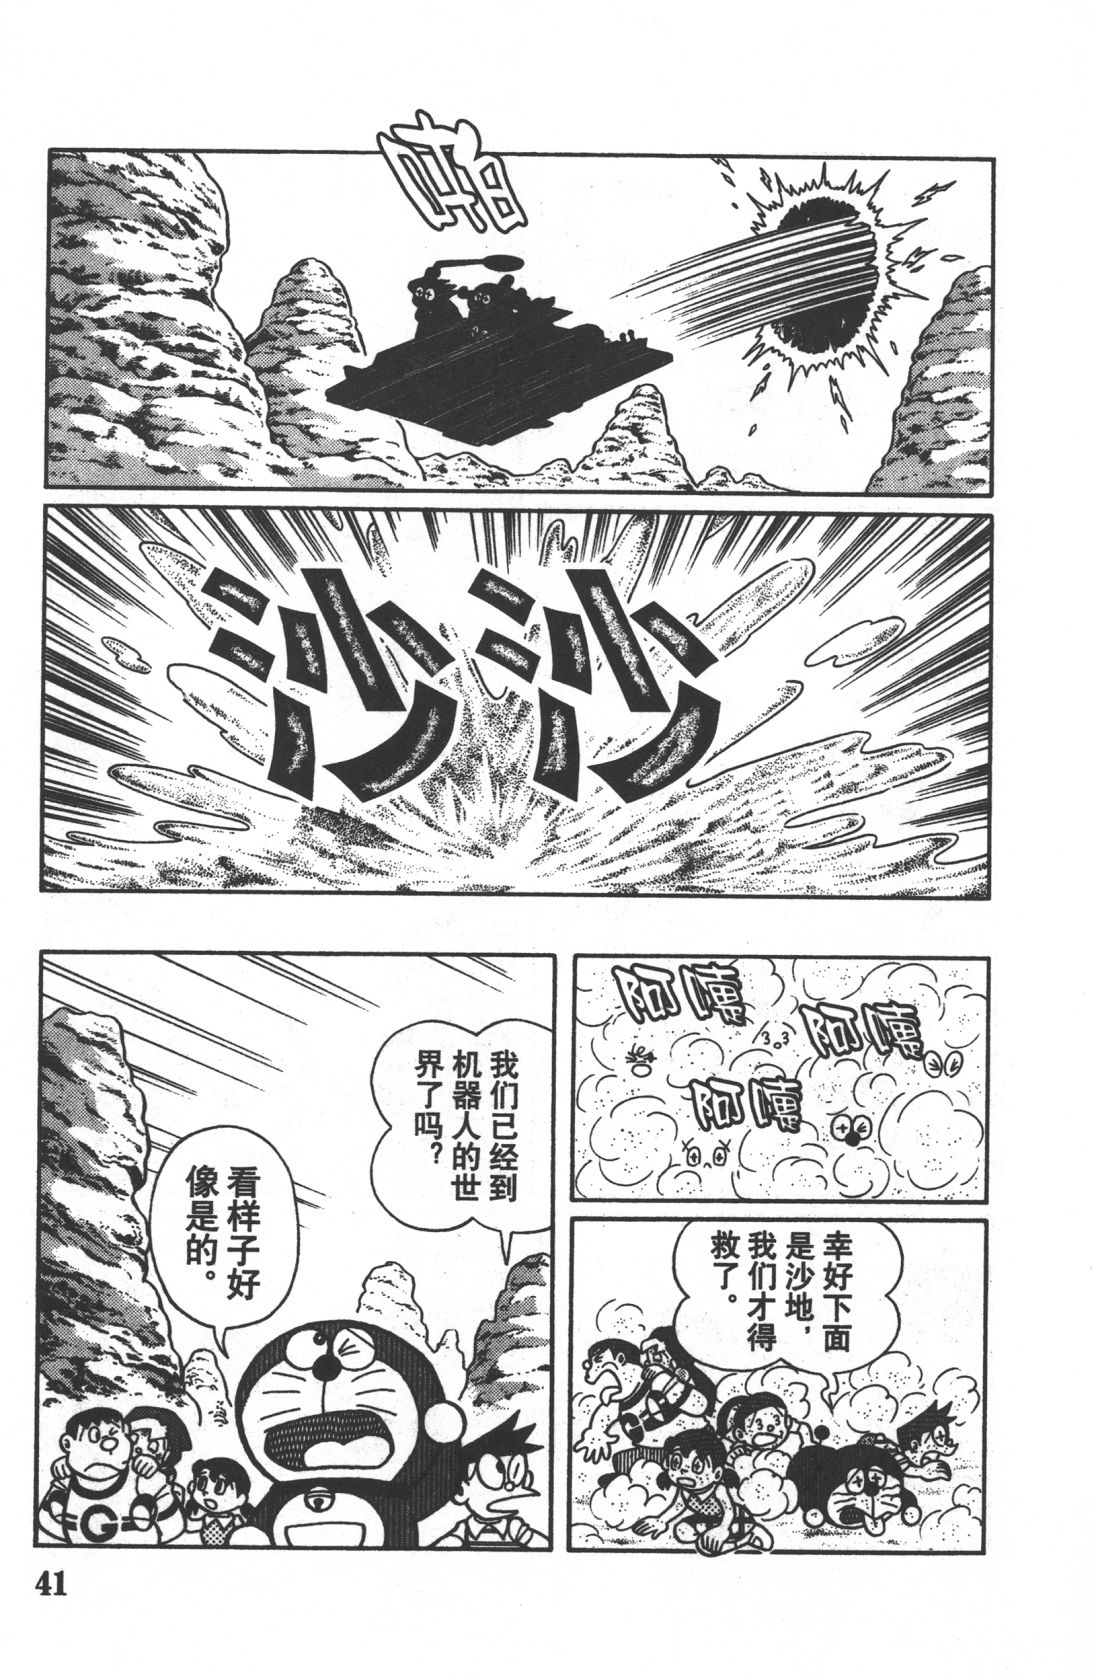 啪
沙沙
阿嚏
阿嚏
阿嚏
幸好下面
是沙地，
我们才得
救了。
我们已经到
机器人的世
界了吗？
看样子好
像是的。
G
41